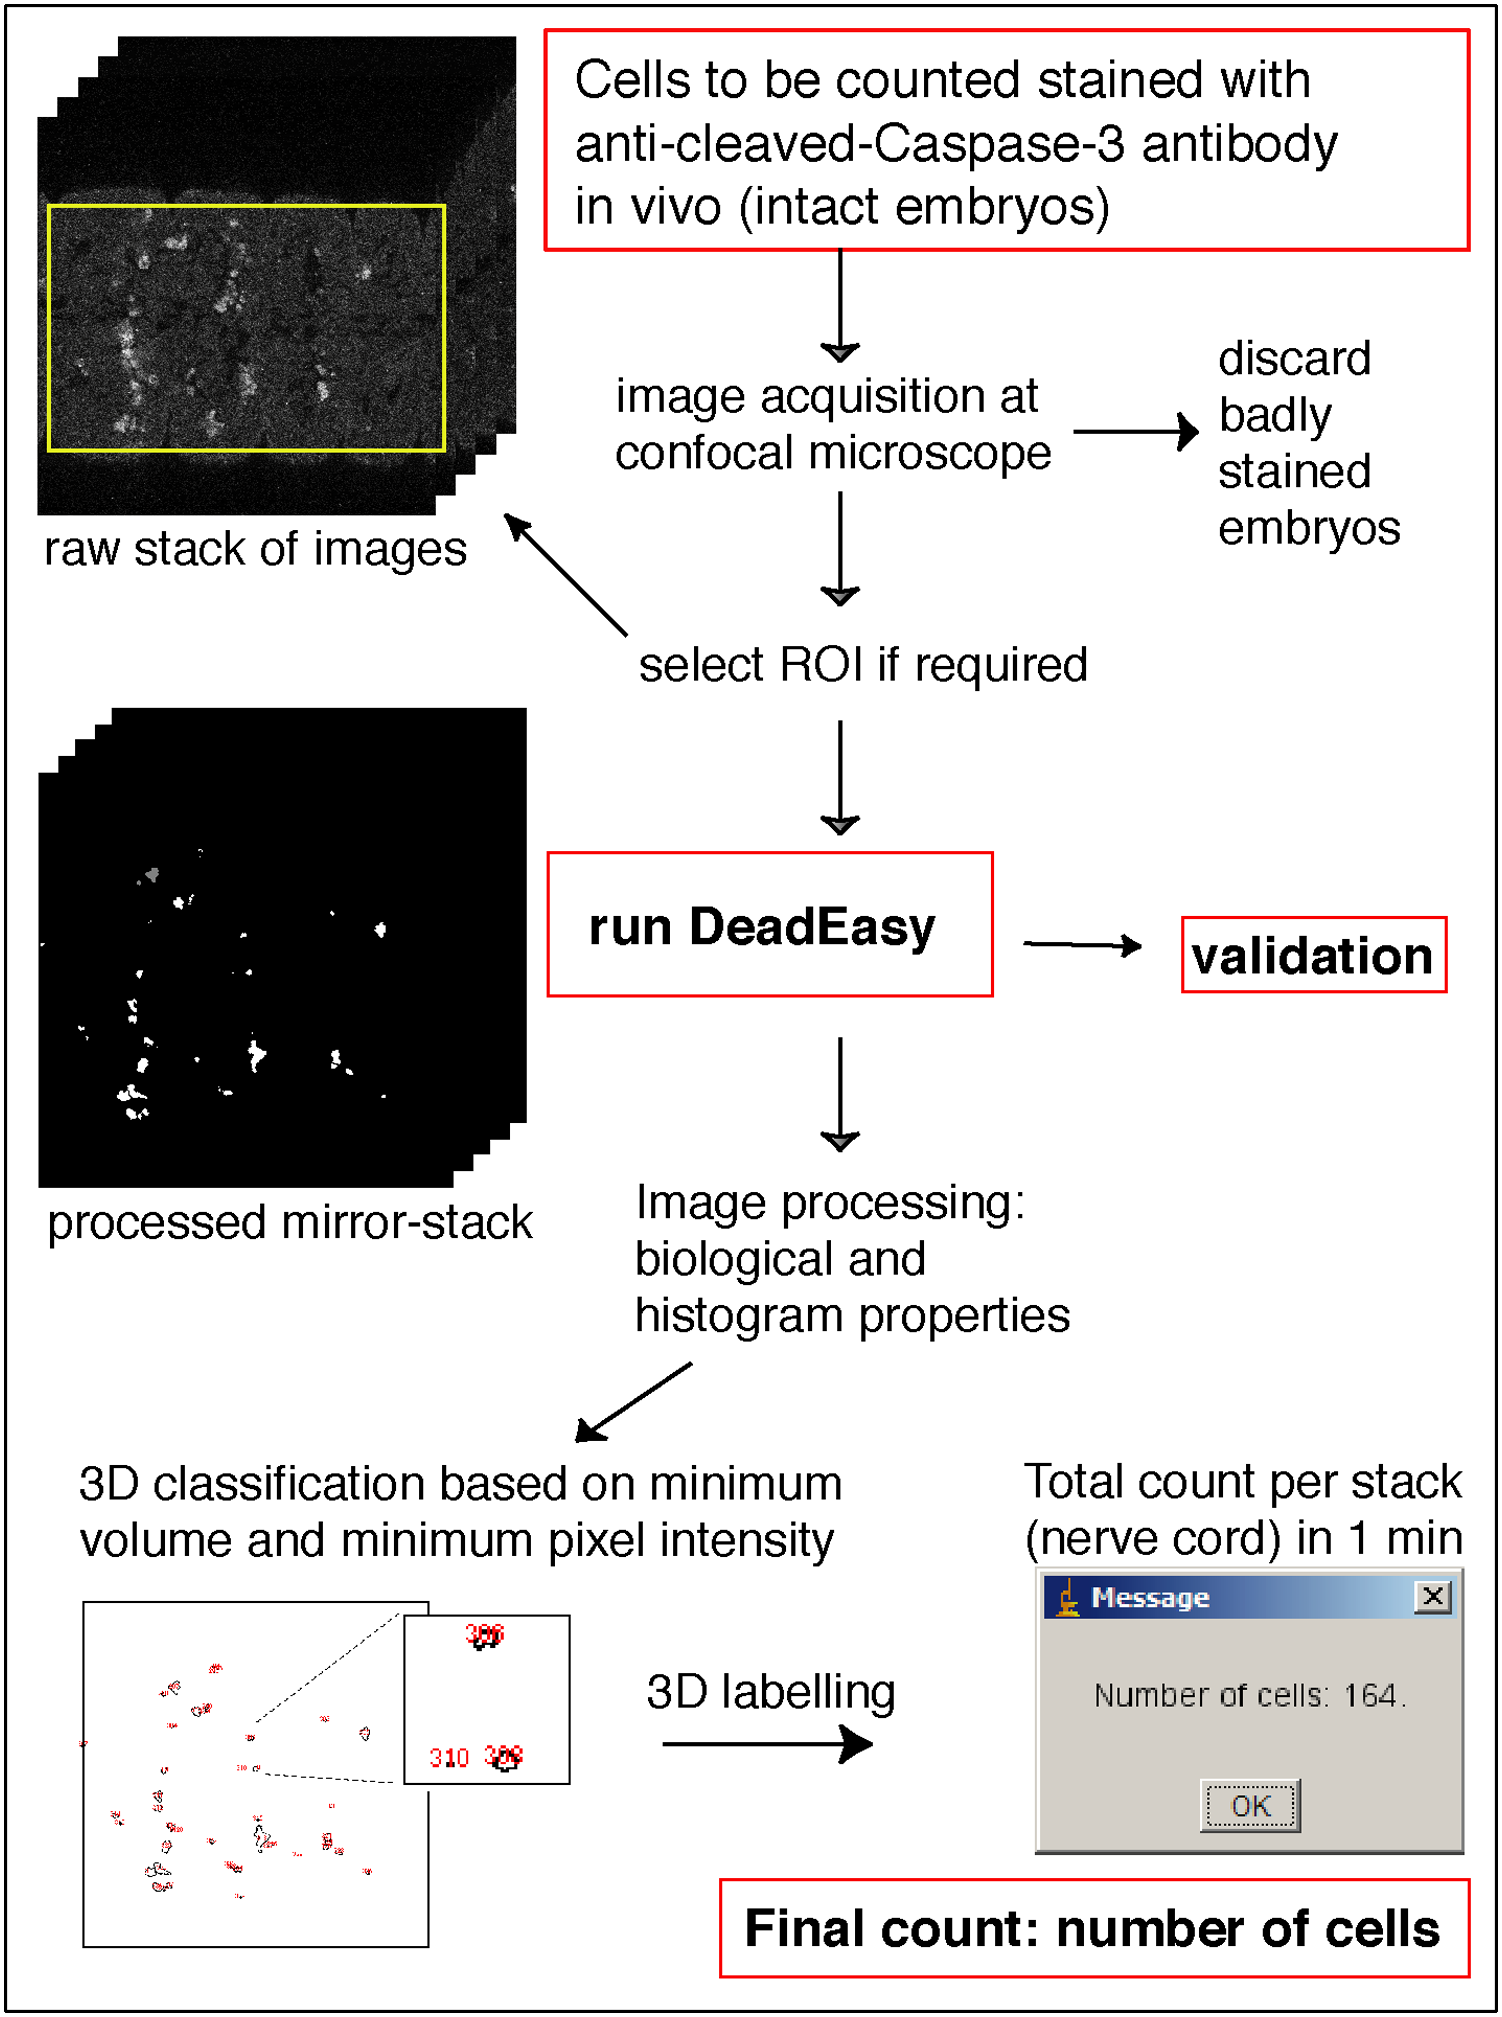 Cells to be counted stained with
anti-cleaved-Caspase-3 antibody
in vivo (intact embryos)
image acquisition at
confocal microscope
discard
badly
stained
embryos
raw stack of images
select ROI if required
run DeadEasy
validation
processed mirror-stack
Image processing:
biological and
histogram properties
3D classification based on minimum
volume and minimum pixel intensity
306
310
3D labelling
Total count per stack
(nerve cord) in 1 min
Message
Number of cells: 164.
OK
Final count: number of cells